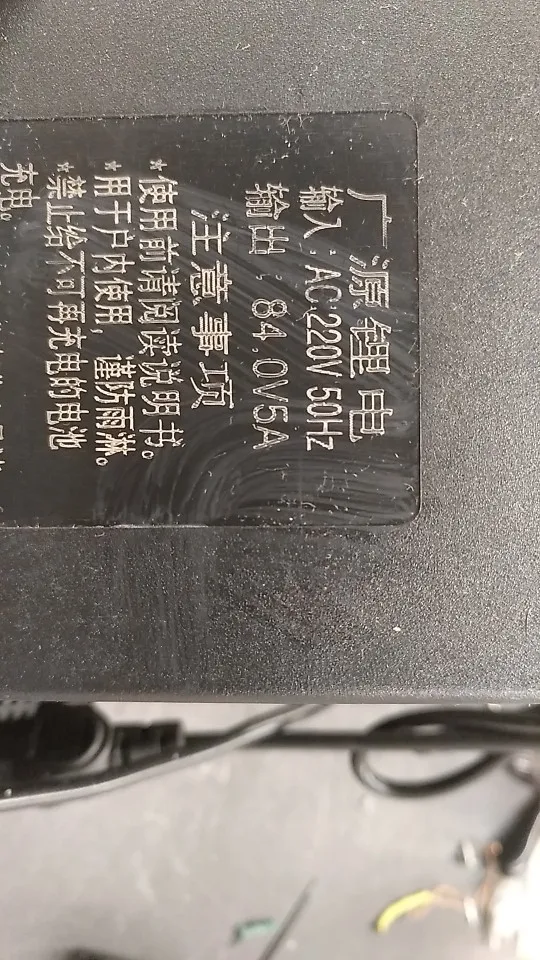 广源锂电
输入:AC:220V 50Hz
输出:84.0V5A
注意事项
*使用前请阅读说明书。
*用于户内使用,谨防雨淋。
*禁止给不可再充电的电池
充电。